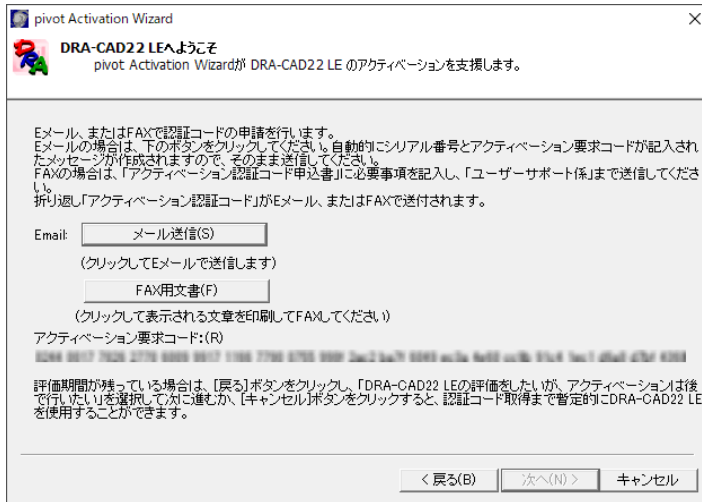 pivot Activation Wizard
DRA-CAD22 LEへようこそ
pivot Activation Wizardが DRA-CAD22 LE のアクティベーションを支援します。
Eメール、またはFAXで認証コードの申請を行います。
Eメールの場合は、下のボタンをクリックしてください。自動的にシリアル番号とアクティベーション要求コードが記入され
たメッセージが作成されますので、そのまま送信してください。
FAXの場合は、「アクティベーション認証コード申込書」に必要事項を記入し、「ユーザーサポート係」まで送信してくださ
い。
折り返し「アクティベーション認証コード」がEメール、またはFAXで送付されます。
Email:
メール送信(S)
(クリックしてEメールで送信します)
FAX用文書(F)
(クリックして表示される文章を印刷してFAXしてください)
アクティベーション要求コード:(R)
評価期間が残っている場合は、[戻る]ボタンをクリックし、「DRA-CAD22 LEの評価をしたいが、アクティベーションは後
で行いたい」を選択して次に進むか、[キャンセル]ボタンをクリックすると、認証コード取得まで暫定的にDRA-CAD22 LE
を使用することができます。
< 戻る(B)
次へ(N) >
キャンセル